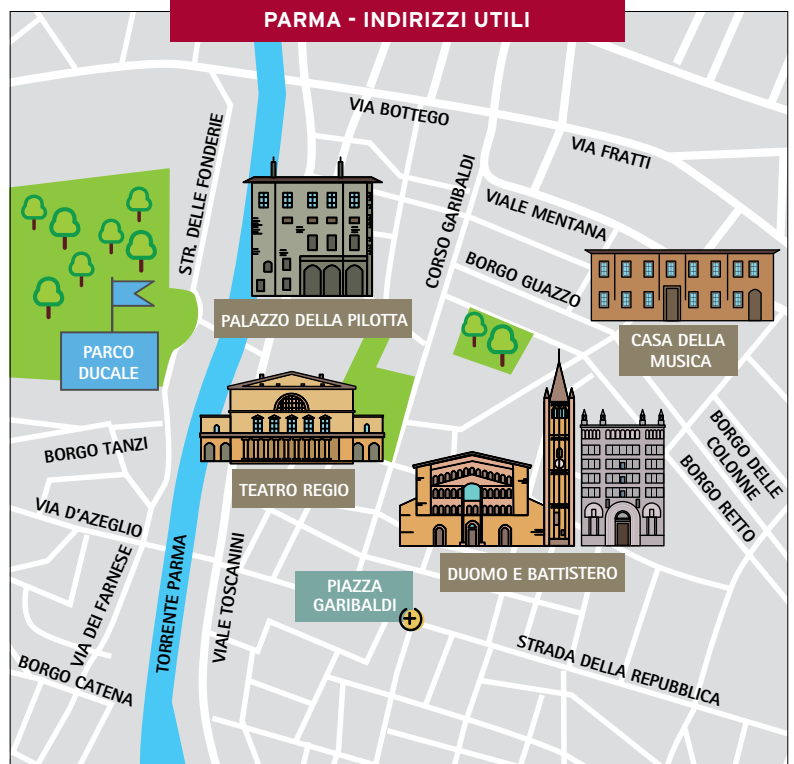 PARMA - INDIRIZZI UTILI
VIA BOTTEGO
VIA FRATTI
STR. DELLE FONDERIE
CORSO GARIBALDI
VIALE MENTANA
BORGO GUAZZO
PALAZZO DELLA PILOTTA
CASA DELLA
MUSICA
PARCO
DUCALE
BORGO TANZI
TEATRO REGIO
BORGO DELLE
COLONNE
BORGO RETTO
VIA D'AZEGLIO
DUOMO E BATTISTERO
PIAZZA
GARIBALDI
VIA DEI FARNESE
TORRENTE PARMA
VIALE TOSCANINI
STRADA DELLA REPUBBLICA
BORGO CATENA